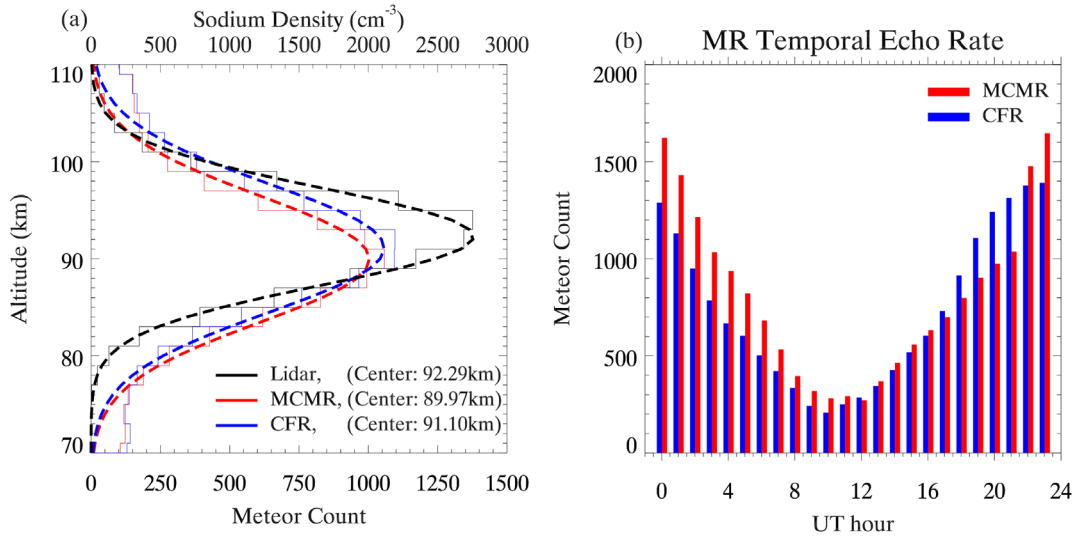 (a)
Sodium Density (cm-3)
0 500 1000 1500 2000 2500 3000
110
100
90
80
70
Altitude (km)
Lidar, (Center: 92.29km)
MCMR, (Center: 89.97km)
CFR, (Center: 91.10km)
0 250 500 750 1000 1250 1500
Meteor Count
(b) MR Temporal Echo Rate
2000
1500
1000
500
0
Meteor Count
MCMR
CFR
0 4 8 12 16 20 24
UT hour